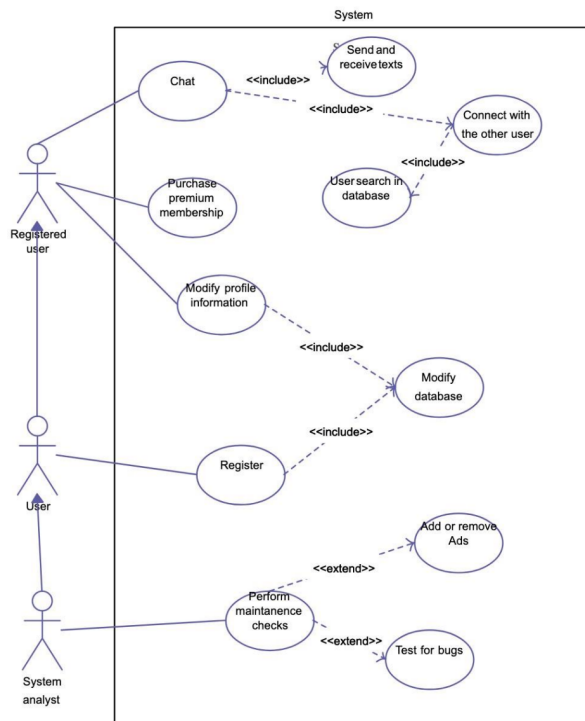 System
S
Send and
receive texts
Chat
<<include>>
<<include>>
Connect with
the other user
<<include>>
User search in
database
Purchase
premium
membership
Registered
user
Modify profile
information
<<include>>
Modify
database
<<include>>
Register
User
Add or remove
Ads
<<extend>>
Perform
maintanence
checks
<<extend>>
Test for bugs
System
analyst